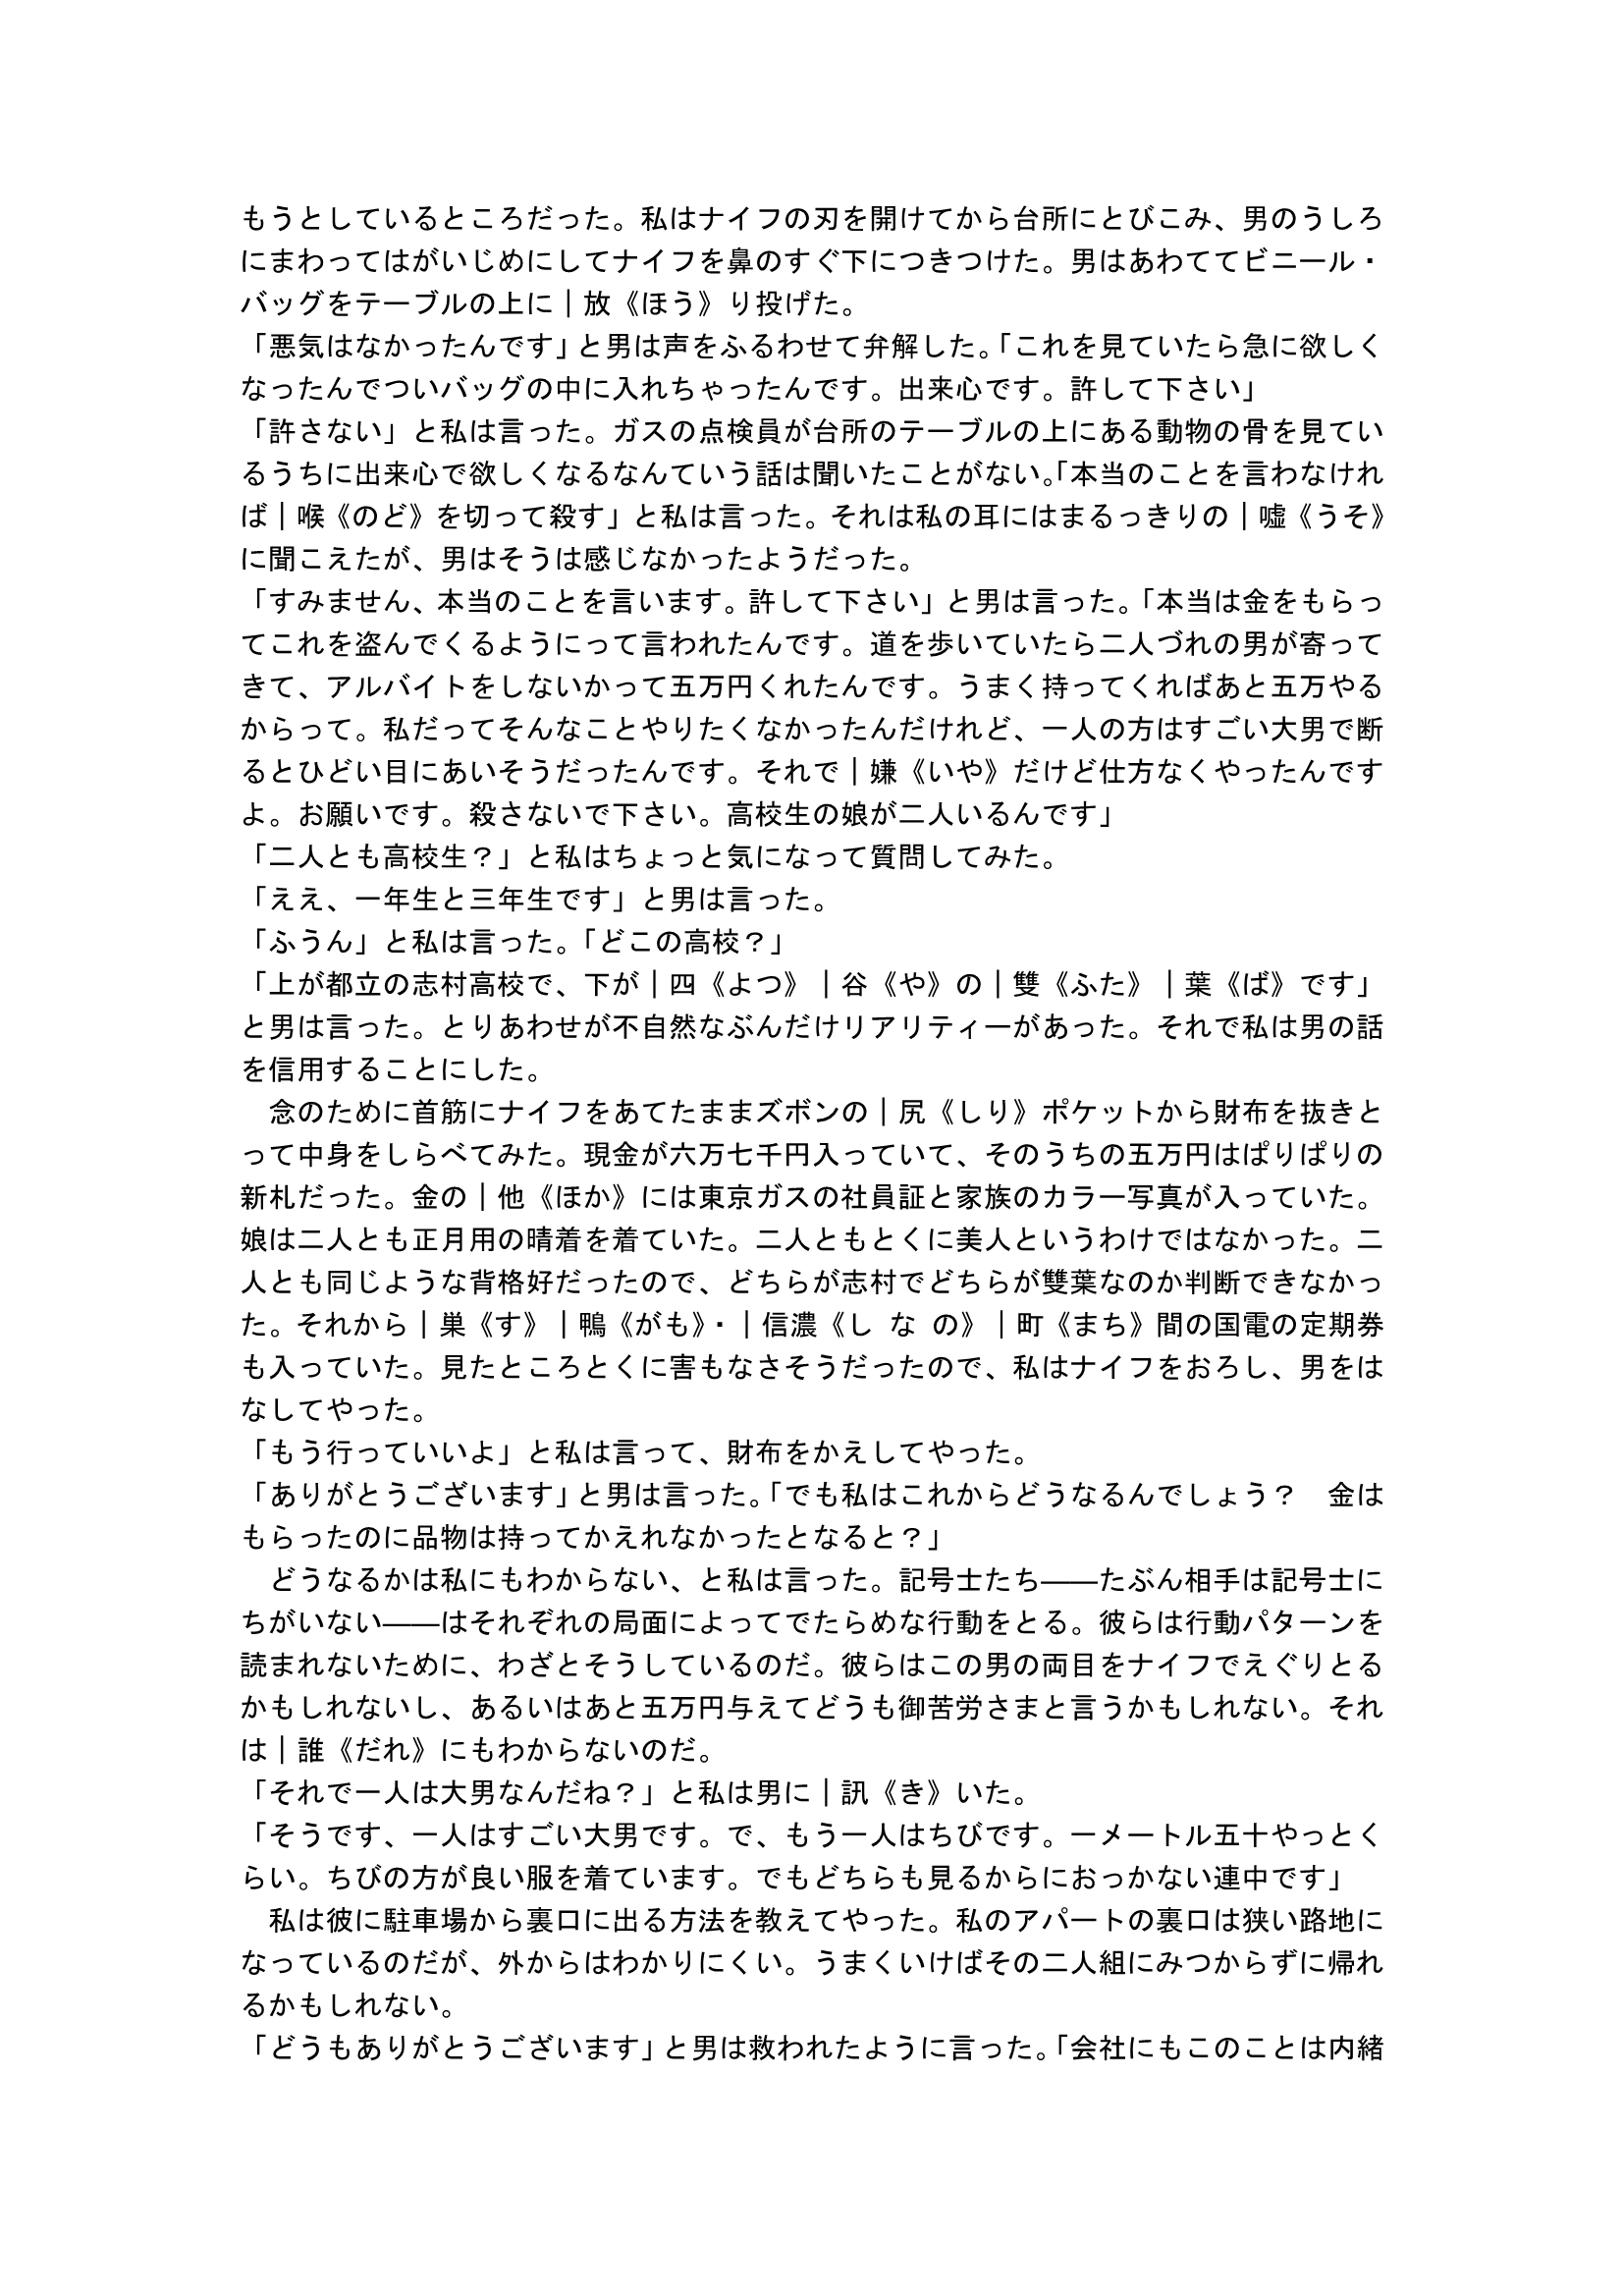 もうとしているところだった。私はナイフの刃を開けてから台所にとびこみ、男のうしろ
にまわってはがいじめにしてナイフを鼻のすぐ下につきつけた。男はあわててビニール・
バッグをテーブルの上に｜放《ほう》り投げた。
「悪気はなかったんです」と男は声をふるわせて弁解した。「これを見ていたら急に欲しく
なったんでついバッグの中に入れちゃったんです。出来心です。許して下さい」
「許さない」と私は言った。ガスの点検員が台所のテーブルの上にある動物の骨を見てい
るうちに出来心で欲しくなるなんていう話は聞いたことがない。「本当のことを言わなけれ
ば｜喉《のど》を切って殺す」と私は言った。それは私の耳にはまるっきりの｜嘘《うそ》
に聞こえたが、男はそうは感じなかったようだった。
「すみません、本当のことを言います。許して下さい」と男は言った。「本当は金をもらっ
てこれを盗んでくるようにって言われたんです。道を歩いていたら二人づれの男が寄って
きて、アルバイトをしないかって五万円くれたんです。うまく持ってくればあと五万やる
からって。私だってそんなことやりたくなかったんだけれど、一人の方はすごい大男で断
るとひどい目にあいそうだったんです。それで｜嫌《いや》だけど仕方なくやったんです
よ。お願いです。殺さないで下さい。高校生の娘が二人いるんです」
「二人とも高校生？」と私はちょっと気になって質問してみた。
「ええ、一年生と三年生です」と男は言った。
「ふうん」と私は言った。「どこの高校？」
「上が都立の志村高校で、下が｜四《よつ》｜谷《や》の｜雙《ふた》｜葉《ば》です」
と男は言った。とりあわせが不自然なぶんだけリアリティーがあった。それで私は男の話
を信用することにした。
　念のために首筋にナイフをあてたままズボンの｜尻《しり》ポケットから財布を抜きと
って中身をしらべてみた。現金が六万七千円入っていて、そのうちの五万円はぱりぱりの
新札だった。金の｜他《ほか》には東京ガスの社員証と家族のカラー写真が入っていた。
娘は二人とも正月用の晴着を着ていた。二人ともとくに美人というわけではなかった。二
人とも同じような背格好だったので、どちらが志村でどちらが雙葉なのか判断できなかっ
た。それから｜巣《す》｜鴨《がも》・｜信濃《し な の》｜町《まち》間の国電の定期券
も入っていた。見たところとくに害もなさそうだったので、私はナイフをおろし、男をは
なしてやった。
「もう行っていいよ」と私は言って、財布をかえしてやった。
「ありがとうございます」と男は言った。「でも私はこれからどうなるんでしょう？　金は
もらったのに品物は持ってかえれなかったとなると？」
　どうなるかは私にもわからない、と私は言った。記号士たち――たぶん相手は記号士に
ちがいない――はそれぞれの局面によってでたらめな行動をとる。彼らは行動パターンを
読まれないために、わざとそうしているのだ。彼らはこの男の両目をナイフでえぐりとる
かもしれないし、あるいはあと五万円与えてどうも御苦労さまと言うかもしれない。それ
は｜誰《だれ》にもわからないのだ。
「それで一人は大男なんだね？」と私は男に｜訊《き》いた。
「そうです、一人はすごい大男です。で、もう一人はちびです。一メートル五十やっとく
らい。ちびの方が良い服を着ています。でもどちらも見るからにおっかない連中です」
　私は彼に駐車場から裏口に出る方法を教えてやった。私のアパートの裏口は狭い路地に
なっているのだが、外からはわかりにくい。うまくいけばその二人組にみつからずに帰れ
るかもしれない。
「どうもありがとうございます」と男は救われたように言った。「会社にもこのことは内緒